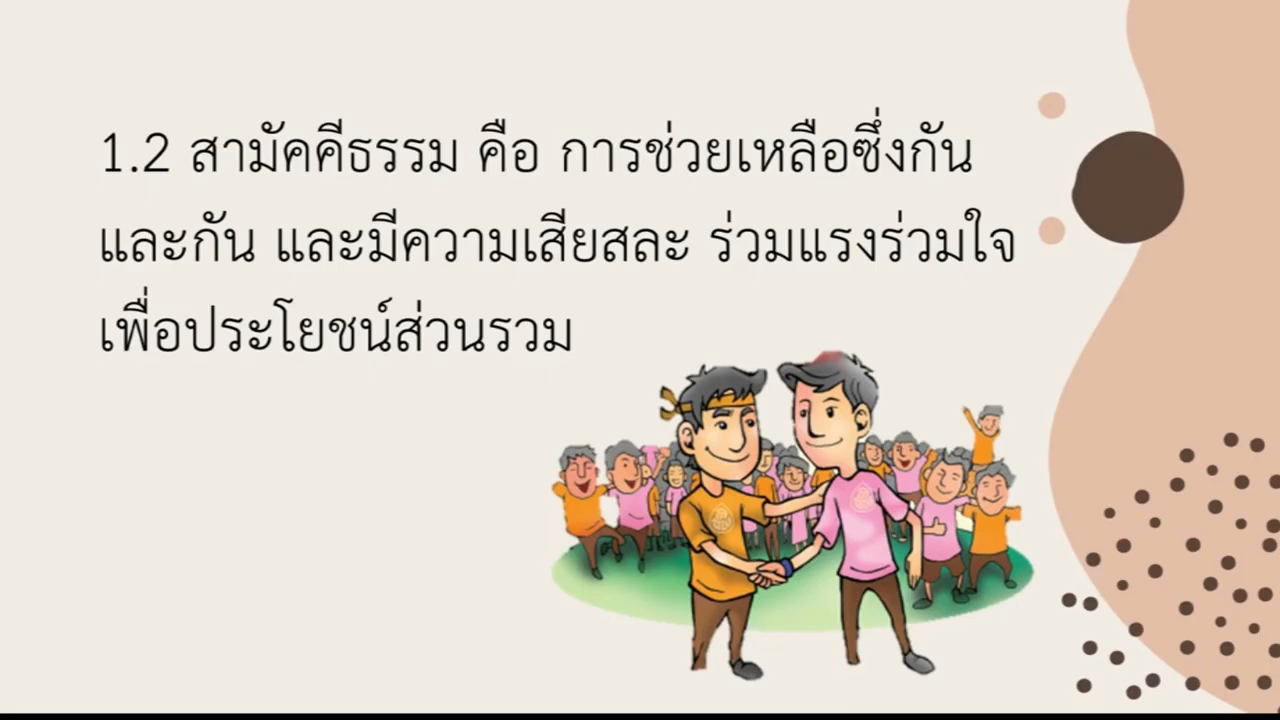 1.2 สามัคคีธรรม คือ การช่วยเหลือซึ่งกัน
และกัน และมีความเสียสละ ร่วมแรงร่วมใจ
เพื่อประโยชน์ส่วนรวม